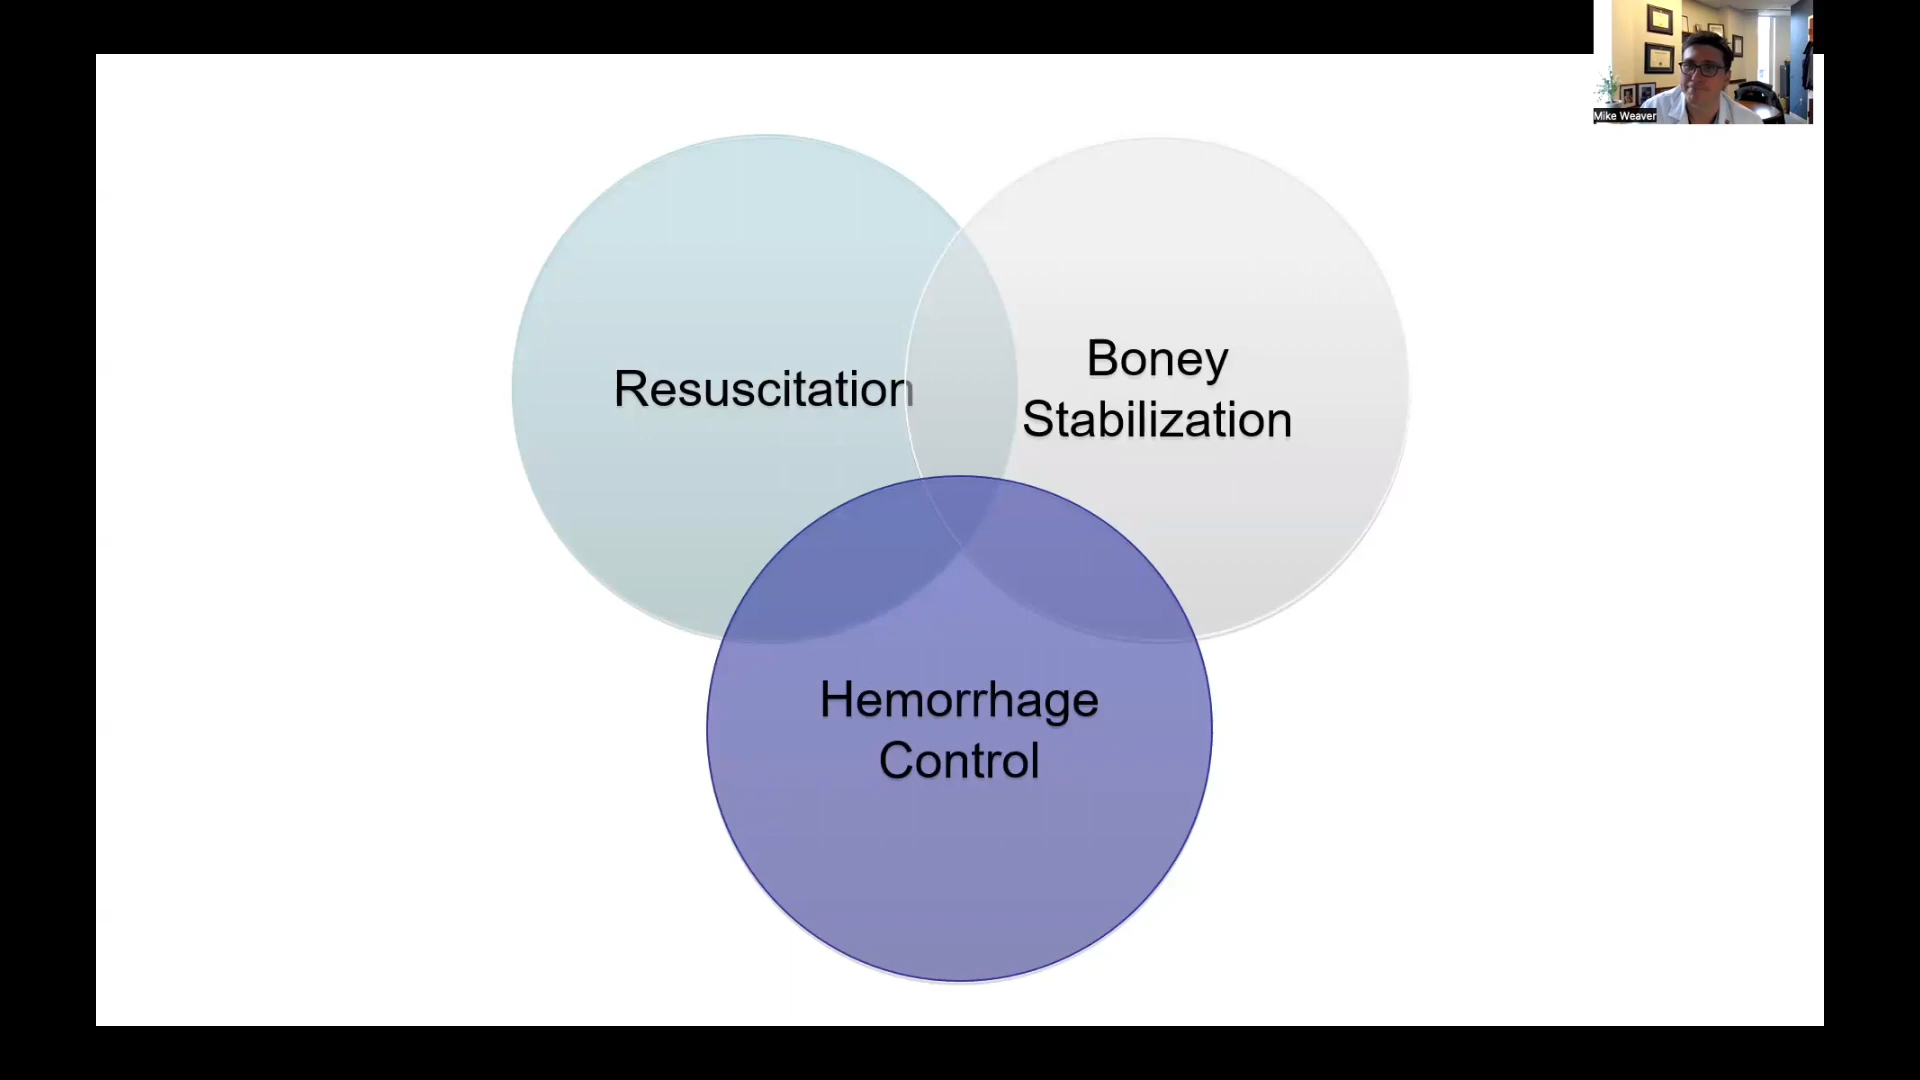 Mike Weaver
Resuscitation
Boney
Stabilization
Hemorrhage
Control